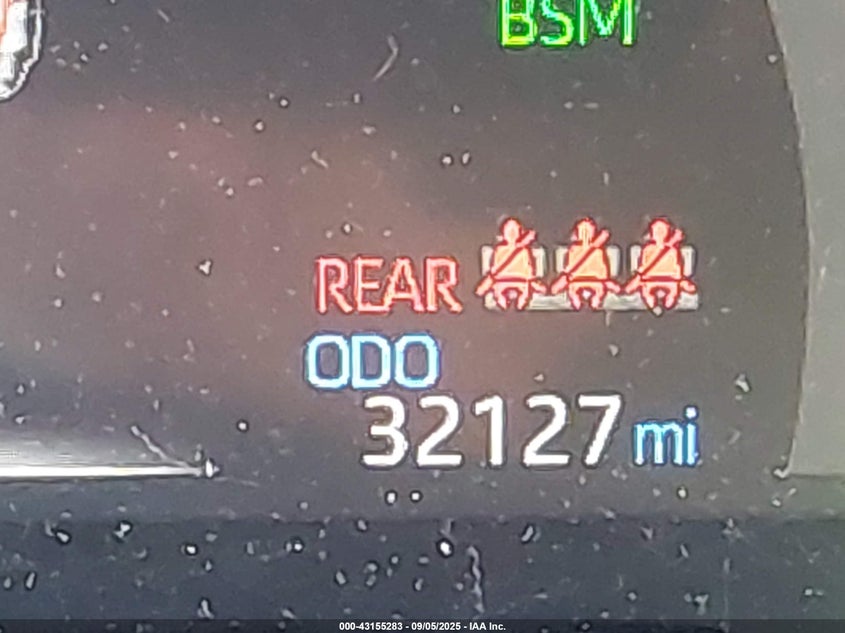 BSM
REAR
ODO
32127 mi
000-43155283 - 09/05/2025 - IAA Inc.